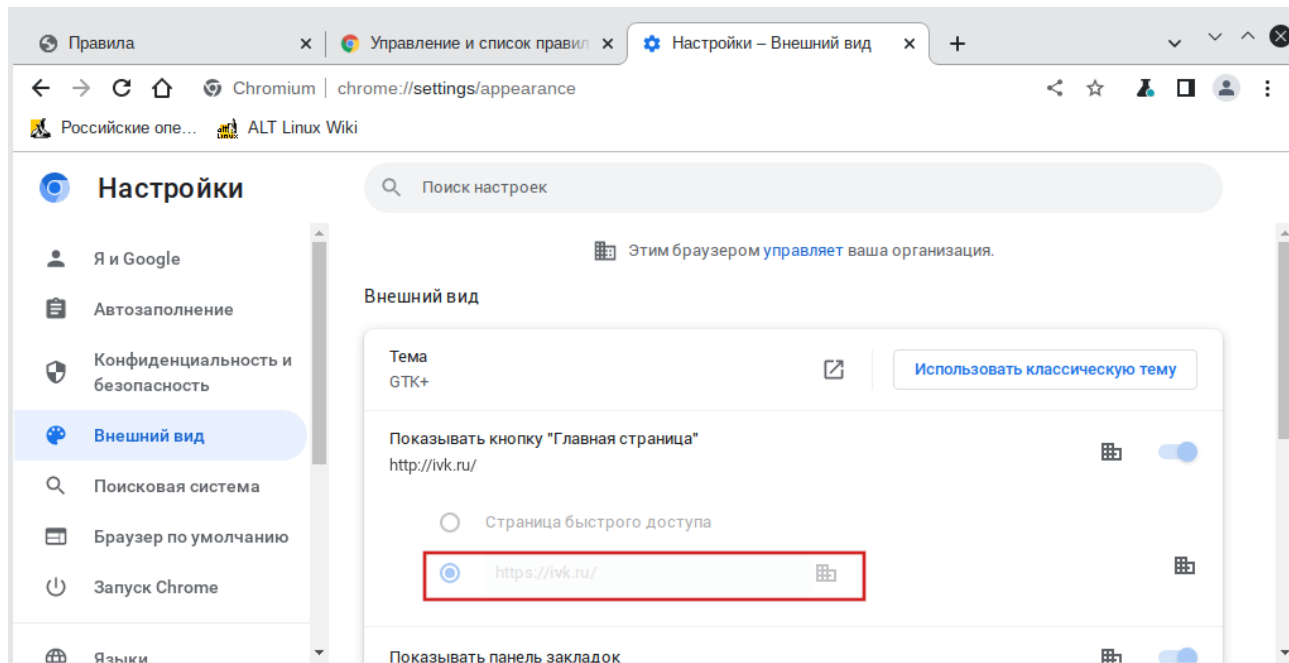 Правила
Управление и список правил
Настройки – Внешний вид
Chromium | chrome://settings/appearance
Российские опе...
ALT Linux Wiki
Настройки
Поиск настроек
Я и Google
Автозаполнение
Конфиденциальность и
безопасность
Внешний вид
Поисковая система
Браузер по умолчанию
Запуск Chrome
Языки
Этим браузером управляет ваша организация.
Внешний вид
Тема
GTK+
Использовать классическую тему
Показывать кнопку "Главная страница"
http://ivk.ru/
Страница быстрого доступа
https://ivk.ru/
Показывать панель закладок